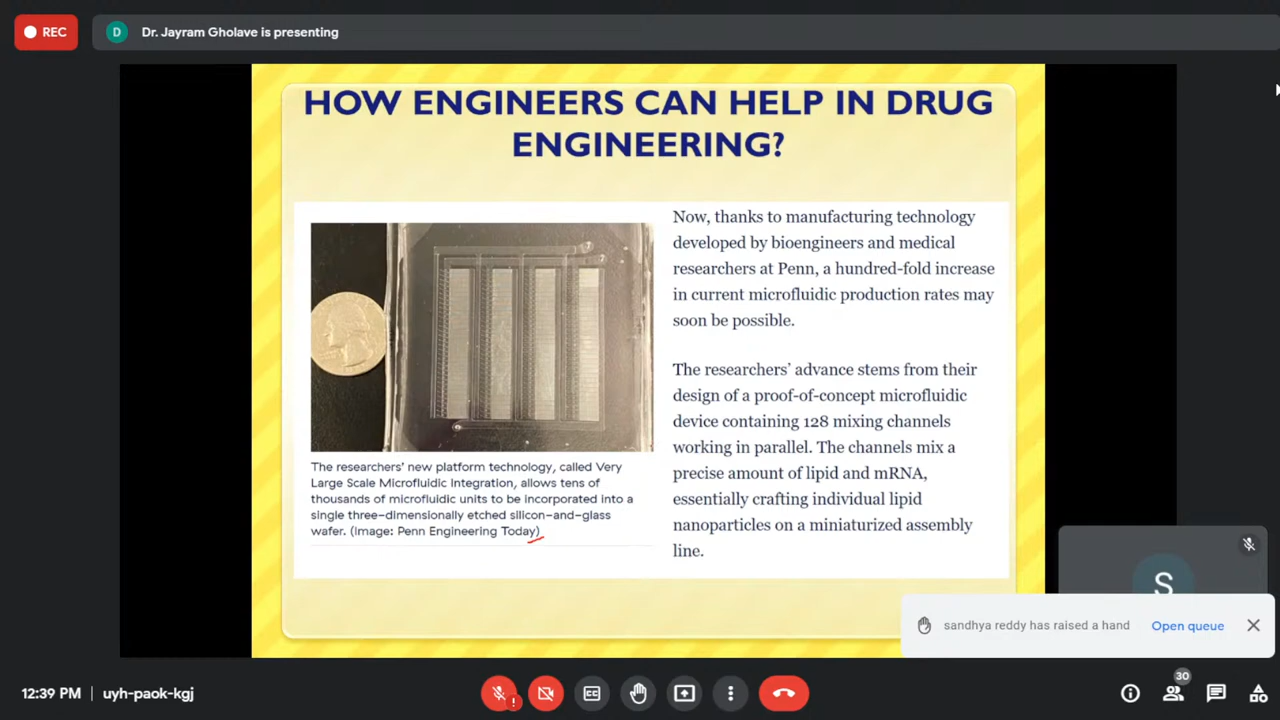 REC
D
Dr. Jayram Gholave is presenting
HOW ENGINEERS CAN HELP IN DRUG
ENGINEERING?
The researchers' new platform technology, called Very
Large Scale Microfluidic Integration, allows tens of
thousands of microfluidic units to be incorporated into a
single three-dimensionally etched silicon-and-glass
wafer. (Image: Penn Engineering Today)
Now, thanks to manufacturing technology
developed by bioengineers and medical
researchers at Penn, a hundred-fold increase
in current microfluidic production rates may
soon be possible.
The researchers' advance stems from their
design of a proof-of-concept microfluidic
device containing 128 mixing channels
working in parallel. The channels mix a
precise amount of lipid and mRNA,
essentially crafting individual lipid
nanoparticles on a miniaturized assembly
line.
S
sandhya reddy has raised a hand
Open queue
12:39 PM | uyh-paok-kgj
CC
30